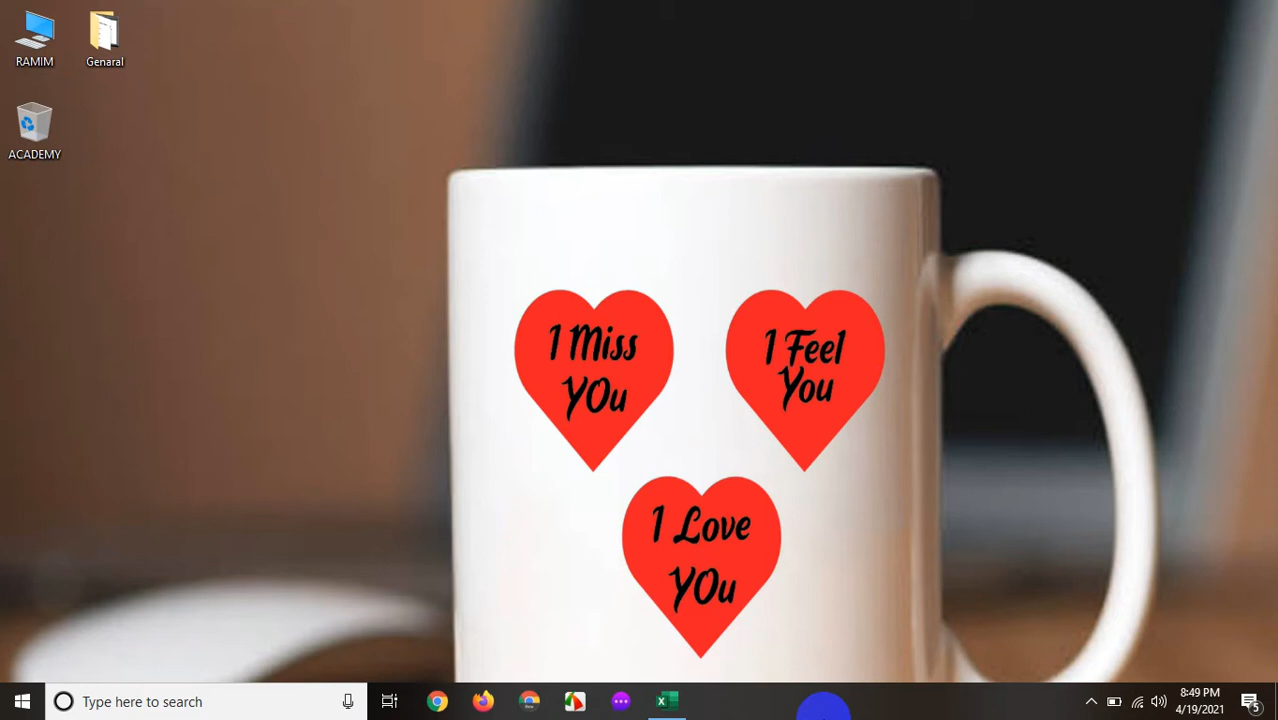 RAMIM
Genaral
ACADEMY
I Miss
YOu
I Feel
You
I Love
YOu
Type here to search
8:49 PM
4/19/2021
5